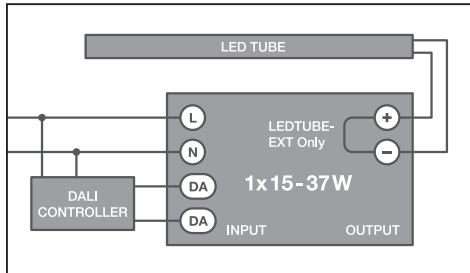 LED TUBE
L
LEDTUBE-
EXT Only
+
N
−
DA
1x15-37W
DALI
CONTROLLER
DA
INPUT
OUTPUT